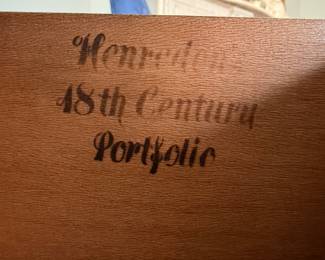 Henredon
18th Century
Portfolio